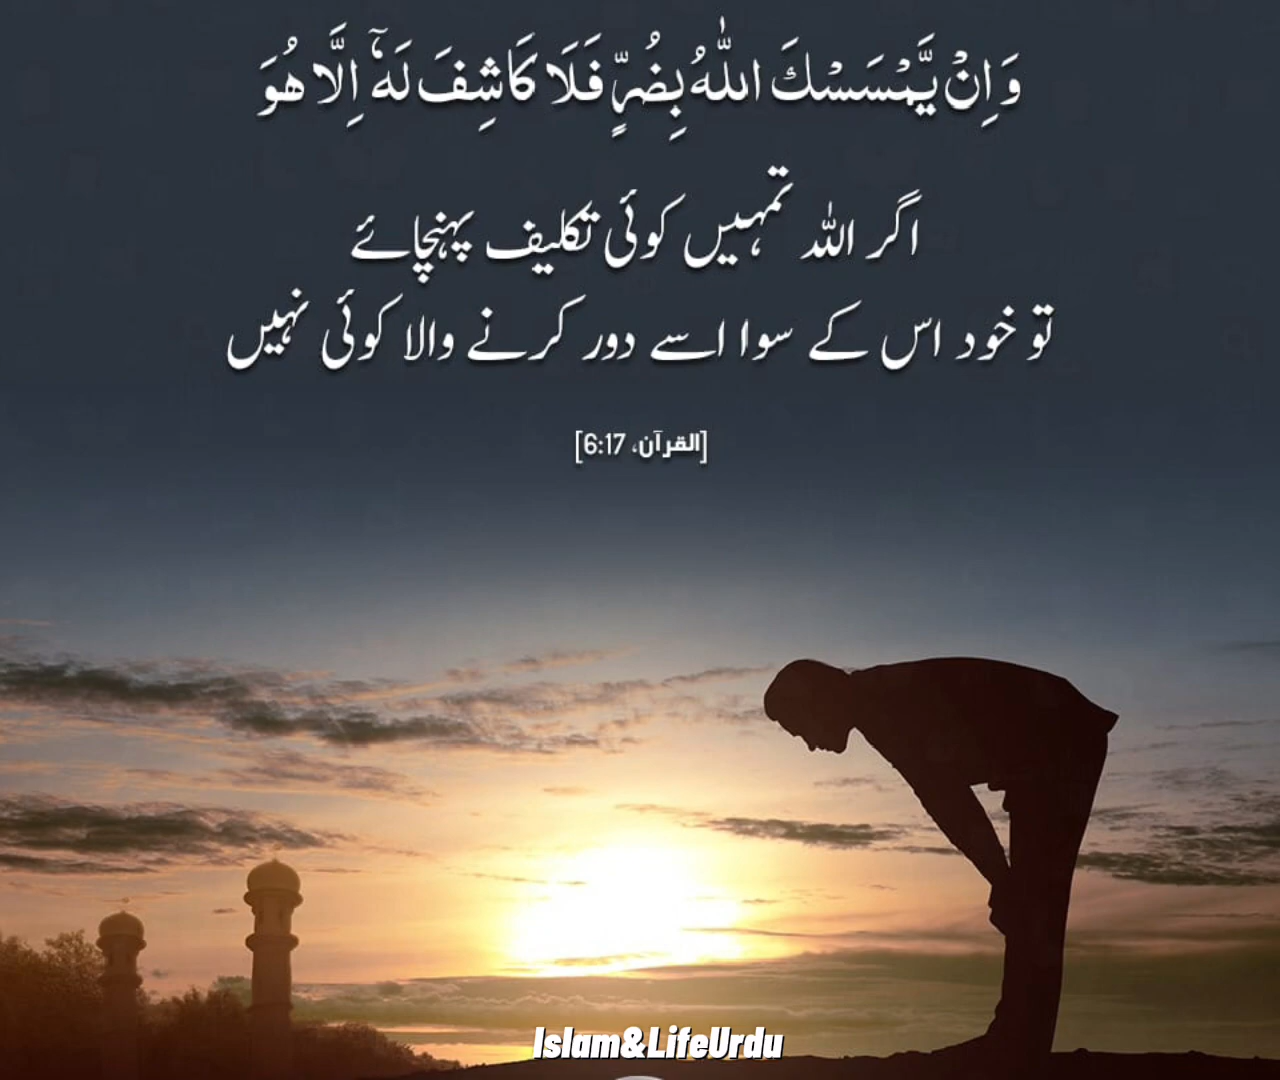 وَ اِنْ يَّمْسَسْكَ اللّٰهُ بِضُرٍّ فَلَا كَاشِفَ لَهٗۤ اِلَّا هُوَ
اگر اللہ تمہیں کوئی تکلیف پہنچائے
تو خود اس کے سوا اسے دور کرنے والا کوئی نہیں
[القرآن، 6:17]
Islam&LifeUrdu